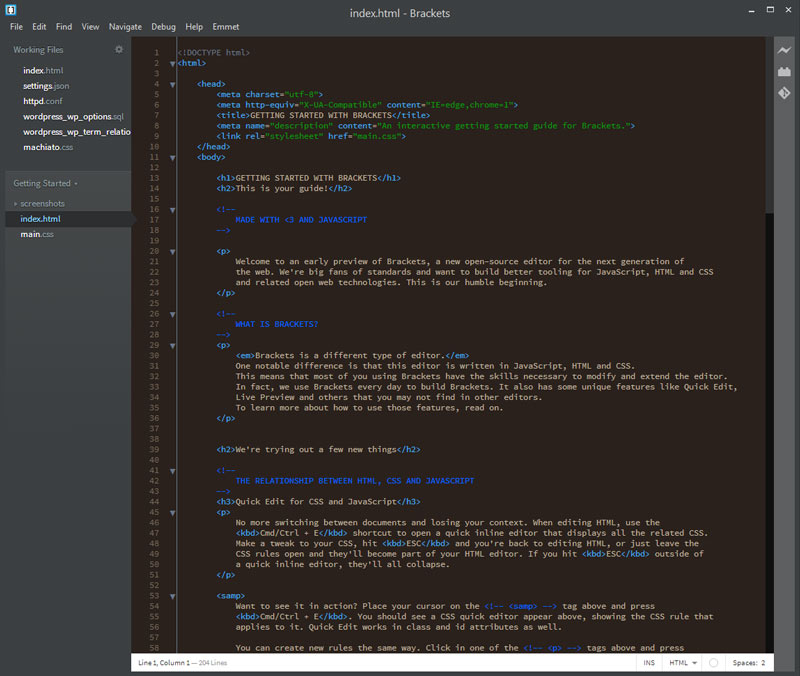 index.html - Brackets
File Edit Find View Navigate Debug Help Emmet
Working Files
index.html
settings.json
httpd.conf
wordpress_wp_options.sql
wordpress_wp_term_relatio
machiato.css
Getting Started
screenshots
index.html
main.css
1 <!DOCTYPE html>
2 <html>
3
4 <head>
5 <meta charset="utf-8">
6 <meta http-equiv="X-UA-Compatible" content="IE=edge,chrome=1">
7 <title>GETTING STARTED WITH BRACKETS</title>
8 <meta name="description" content="An interactive getting started guide for Brackets.">
9 <link rel="stylesheet" href="main.css">
10 </head>
11 <body>
12
13 <h1>GETTING STARTED WITH BRACKETS</h1>
14 <h2>This is your guide!</h2>
15
16 <!--
17 MADE WITH <3 AND JAVASCRIPT
18 -->
19
20 <p>
21 Welcome to an early preview of Brackets, a new open-source editor for the next generation of
22 the web. We're big fans of standards and want to build better tooling for JavaScript, HTML and CSS
23 and related open web technologies. This is our humble beginning.
24 </p>
25
26 <!--
27 WHAT IS BRACKETS?
28 -->
29 <p>
30 <em>Brackets is a different type of editor.</em>
31 One notable difference is that this editor is written in JavaScript, HTML and CSS.
32 This means that most of you using Brackets have the skills necessary to modify and extend the editor.
33 In fact, we use Brackets every day to build Brackets. It also has some unique features like Quick Edit,
34 Live Preview and others that you may not find in other editors.
35 To learn more about how to use those features, read on.
36 </p>
37
38
39 <h2>We're trying out a few new things</h2>
40
41 <!--
42 THE RELATIONSHIP BETWEEN HTML, CSS AND JAVASCRIPT
43 -->
44 <h3>Quick Edit for CSS and JavaScript</h3>
45 <p>
46 No more switching between documents and losing your context. When editing HTML, use the
47 <kbd>Cmd/Ctrl + E</kbd> shortcut to open a quick inline editor that displays all the related CSS.
48 Make a tweak to your CSS, hit <kbd>ESC</kbd> and you're back to editing HTML, or just leave the
49 CSS rules open and they'll become part of your HTML editor. If you hit <kbd>ESC</kbd> outside of
50 a quick inline editor, they'll all collapse.
51 </p>
52
53 <samp>
54 Want to see it in action? Place your cursor on the <!-- <samp> --> tag above and press
55 <kbd>Cmd/Ctrl + E</kbd>. You should see a CSS quick editor appear above, showing the CSS rule that
56 applies to it. Quick Edit works in class and id attributes as well.
57
58 You can create new rules the same way. Click in one of the <!-- <p> --> tags above and press
Line 1, Column 1 — 204 Lines
INS HTML Spaces: 2